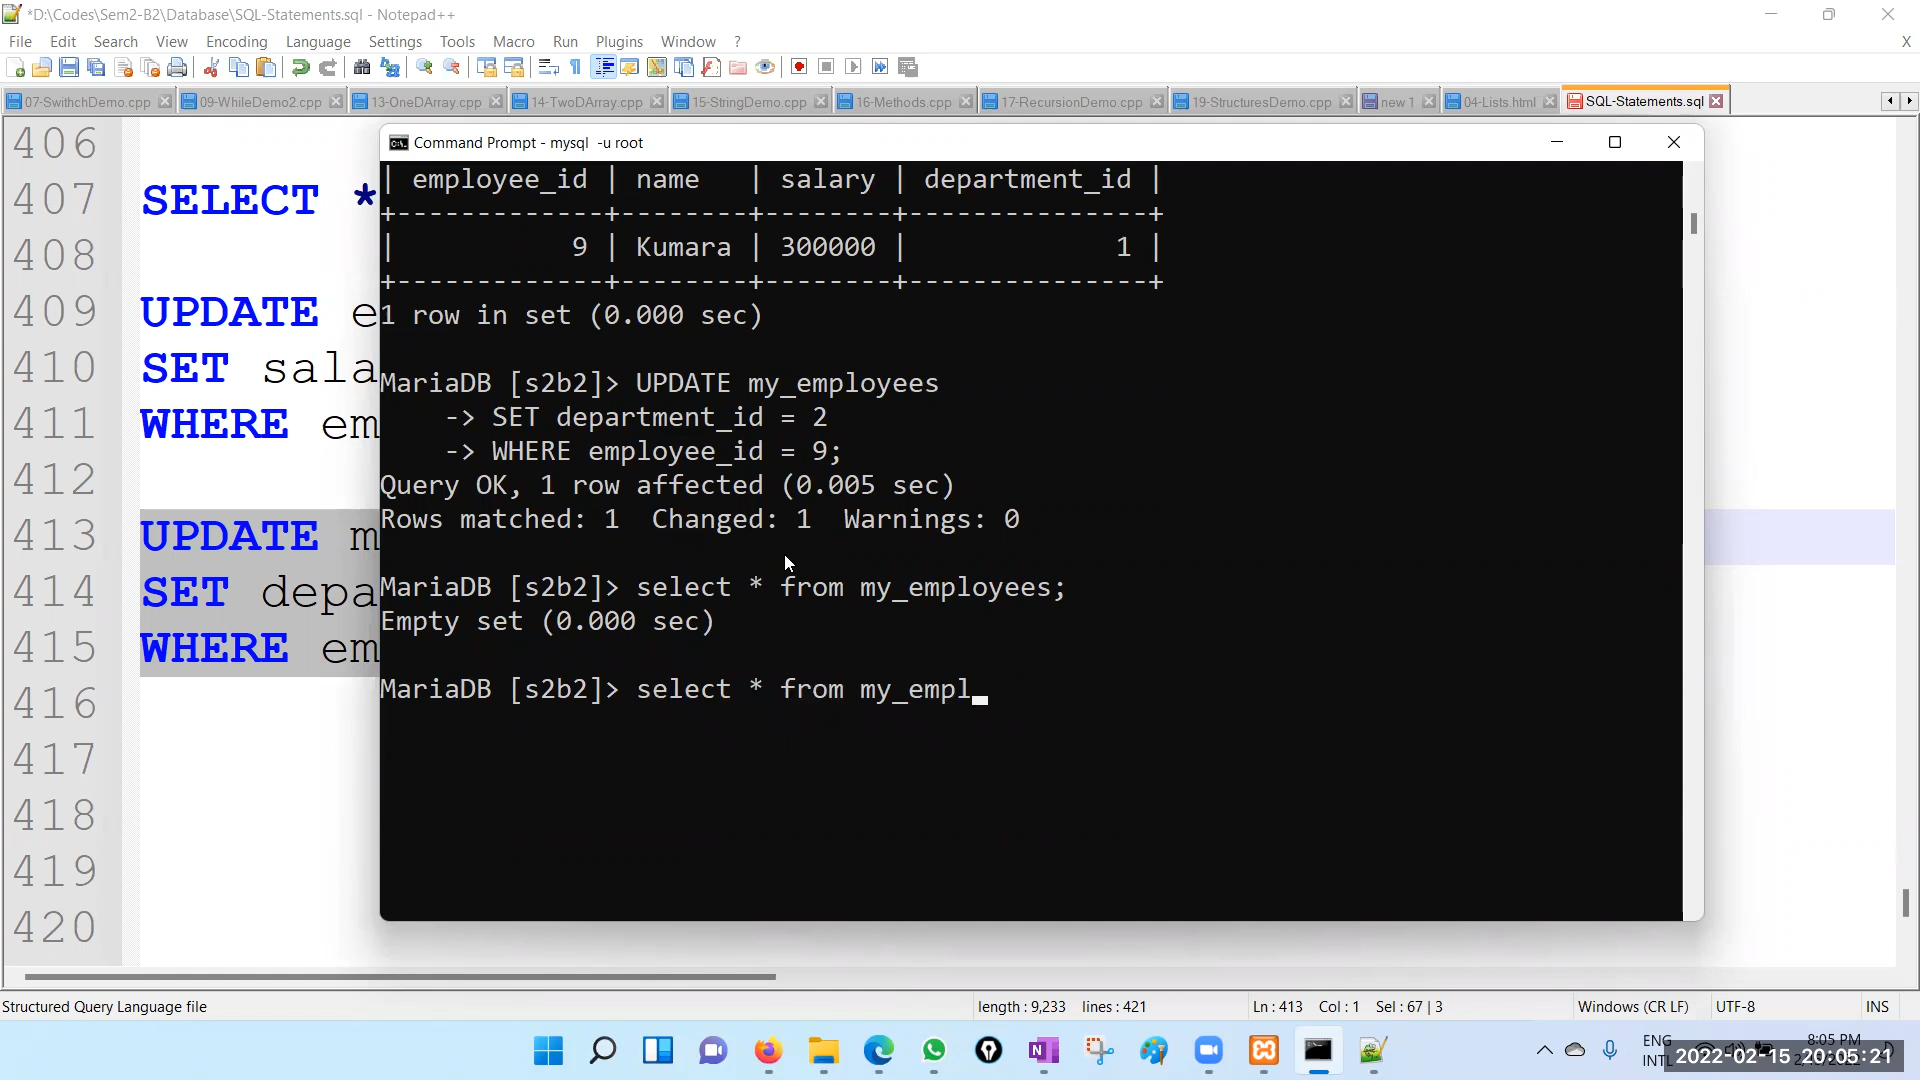 *D:\Codes\Sem2-B2\Database\SQL-Statements.sql - Notepad++
File Edit Search View Encoding Language Settings Tools Macro Run Plugins Window ? X
07-SwithchDemo.cpp 09-WhileDemo2.cpp 13-OneDArray.cpp 14-TwoDArray.cpp 15-StringDemo.cpp 16-Methods.cpp 17-RecursionDemo.cpp 19-StructuresDemo.cpp new 1 04-Lists.html SQL-Statements.sql
406
407 SELECT *
408
409 UPDATE e
410 SET sala
411 WHERE em
412
413 UPDATE m
414 SET depa
415 WHERE em
416
417
418
419
420
Command Prompt - mysql -u root
| employee_id | name   | salary | department_id |
+-------------+--------+--------+---------------+
|           9 | Kumara | 300000 |             1 |
+-------------+--------+--------+---------------+
1 row in set (0.000 sec)
MariaDB [s2b2]> UPDATE my_employees
    -> SET department_id = 2
    -> WHERE employee_id = 9;
Query OK, 1 row affected (0.005 sec)
Rows matched: 1  Changed: 1  Warnings: 0
MariaDB [s2b2]> select * from my_employees;
Empty set (0.000 sec)
MariaDB [s2b2]> select * from my_empl_
Structured Query Language file length : 9,233 lines : 421 Ln : 413 Col : 1 Sel : 67 | 3 Windows (CR LF) UTF-8 INS
ENG 8:05 PM
INTL 2022-02-15 20:05:21